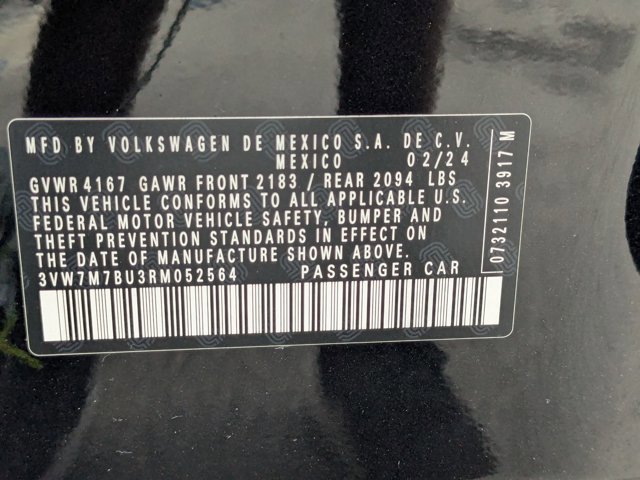 MFD BY VOLKSWAGEN DE MEXICO S.A. DE C.V.
MEXICO 02/24
GVWR 4167 GAWR FRONT 2183 / REAR 2094 LBS
THIS VEHICLE CONFORMS TO ALL APPLICABLE U.S.
FEDERAL MOTOR VEHICLE SAFETY, BUMPER AND
THEFT PREVENTION STANDARDS IN EFFECT ON
THE DATE OF MANUFACTURE SHOWN ABOVE.
3VW7M7BU3RM052564 PASSENGER CAR
0732110 3917 M